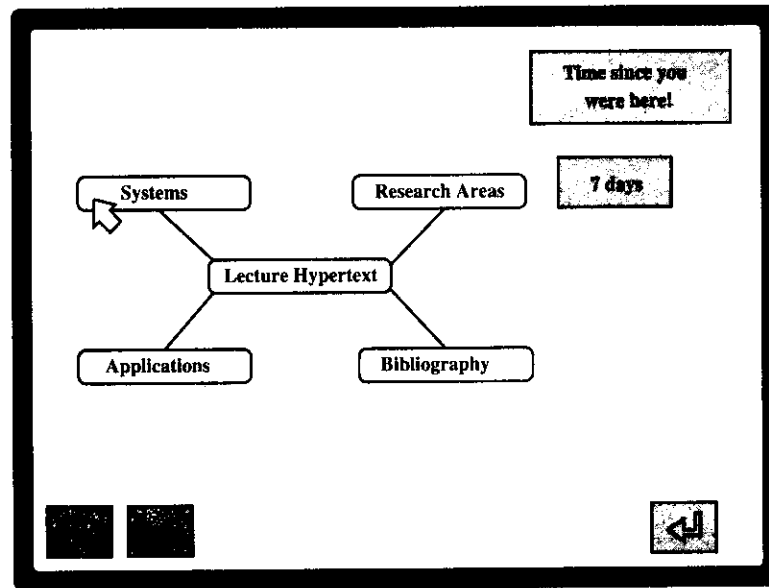 Time since you
were here!
Systems
Research Areas
7 days
Lecture Hypertext
Applications
Bibliography